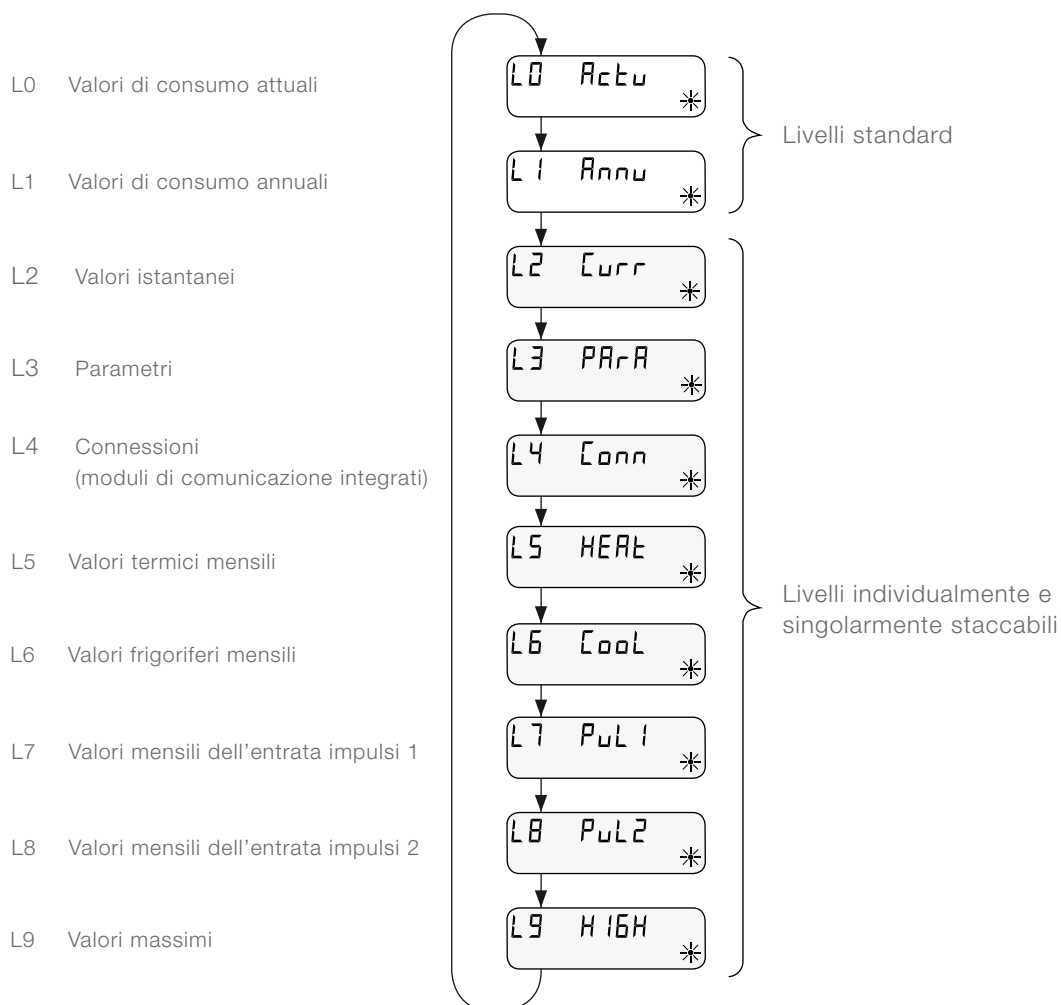 L0 Valori di consumo attuali
L0 Actu
L1 Valori di consumo annuali
L1 Annu
Livelli standard
L2 Valori istantanei
L2 Curr
L3 Parametri
L3 PArA
L4 Connessioni
(moduli di comunicazione integrati)
L4 Conn
L5 Valori termici mensili
L5 HEAt
L6 Valori frigoriferi mensili
L6 CooL
L7 Valori mensili dell'entrata impulsi 1
L7 PuL1
L8 Valori mensili dell'entrata impulsi 2
L8 PuL2
L9 Valori massimi
L9 HIGH
Livelli individualmente e
singolarmente staccabili